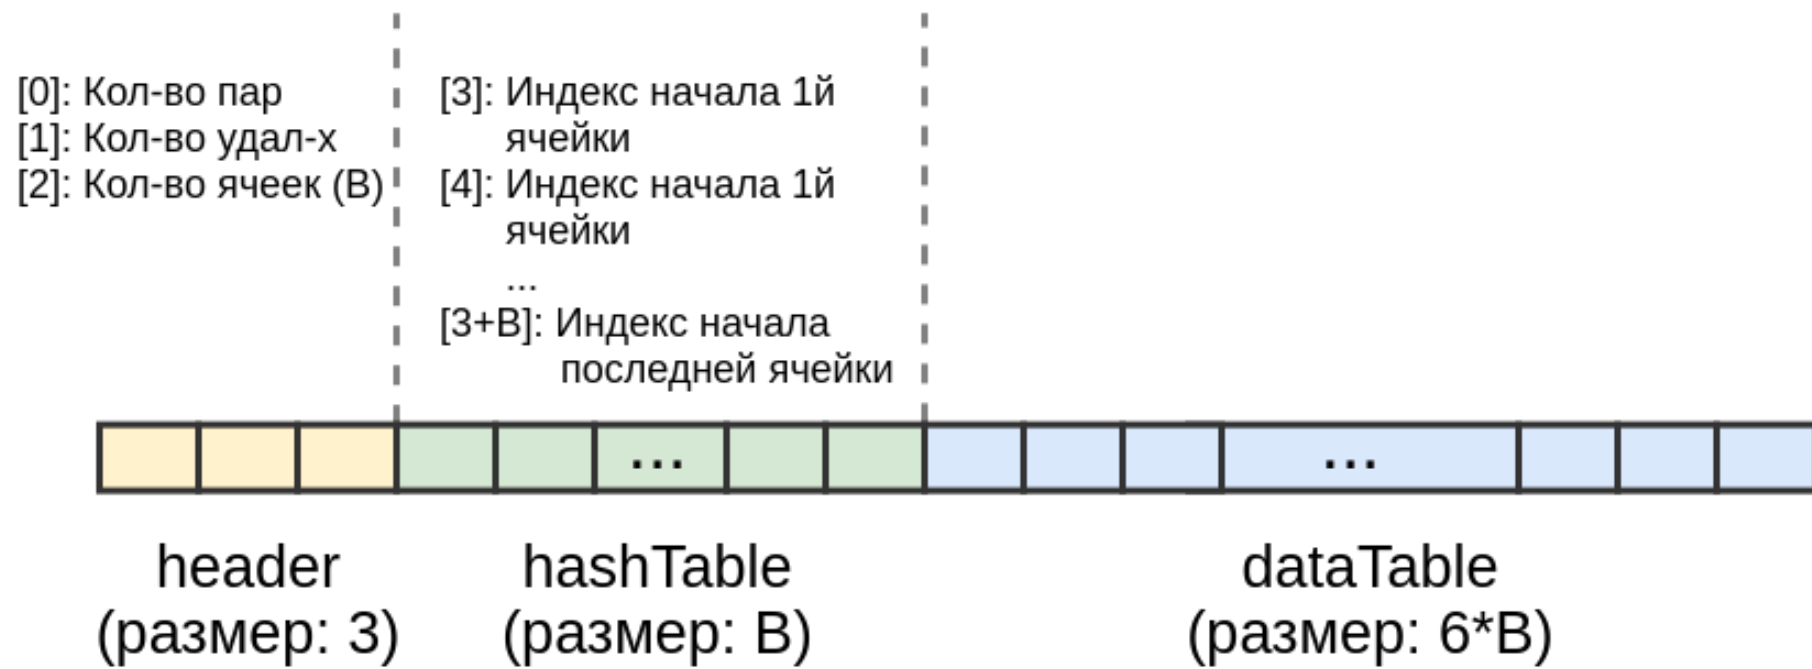 [0]: Кол-во пар
[1]: Кол-во удал-х
[2]: Кол-во ячеек (B)
[3]: Индекс начала 1й
ячейки
[4]: Индекс начала 1й
ячейки
...
[3+B]: Индекс начала
последней ячейки
...
...
header
(размер: 3)
hashTable
(размер: B)
dataTable
(размер: 6*B)